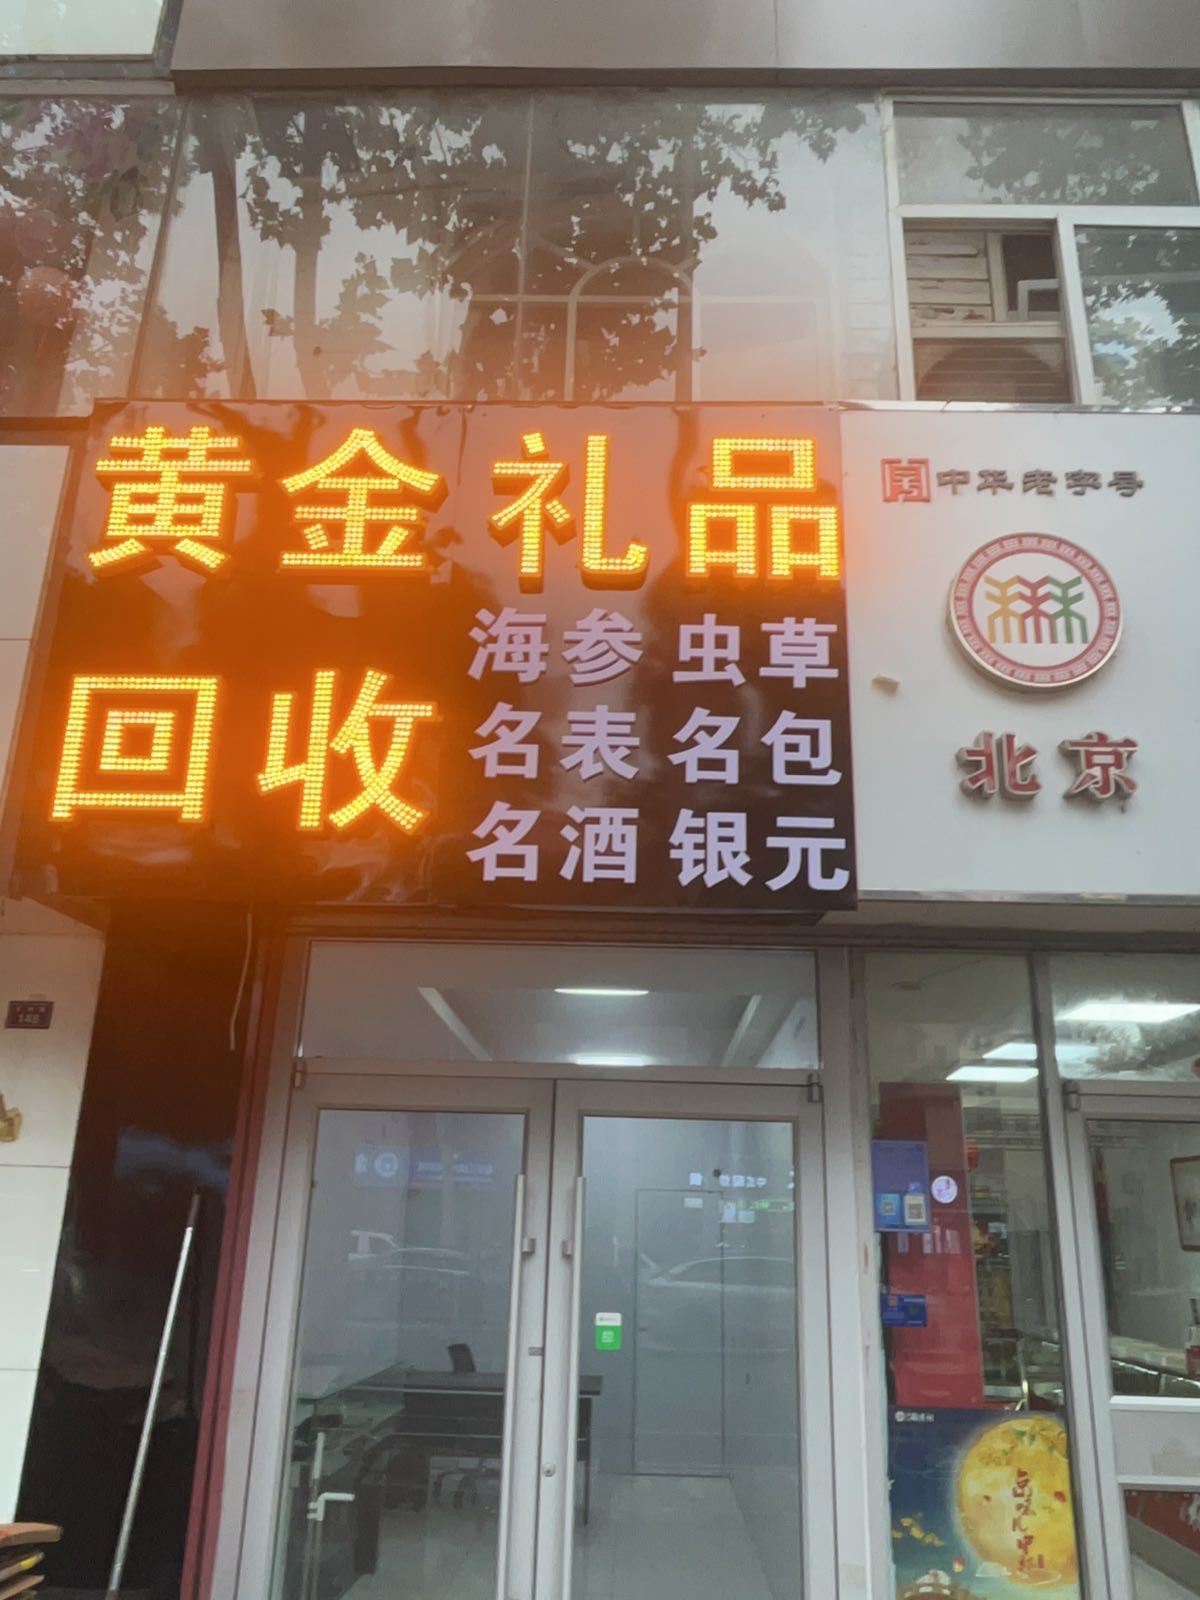 黄金礼品
回收
海参 虫草
名表 名包
名酒 银元
中华老字号
北京
145